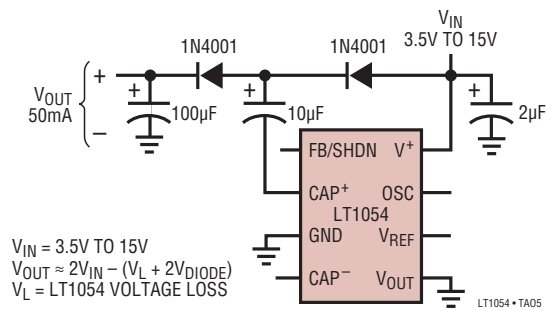 V_IN
3.5V TO 15V
1N4001
1N4001
+
+
+
+
V_OUT
50mA
–
100µF
10µF
2µF
FB/SHDN
V⁺
CAP⁺
OSC
LT1054
GND
V_REF
CAP⁻
V_OUT
V_IN = 3.5V TO 15V
V_OUT ≈ 2V_IN – (V_L + 2V_DIODE)
V_L = LT1054 VOLTAGE LOSS
LT1054 • TA05